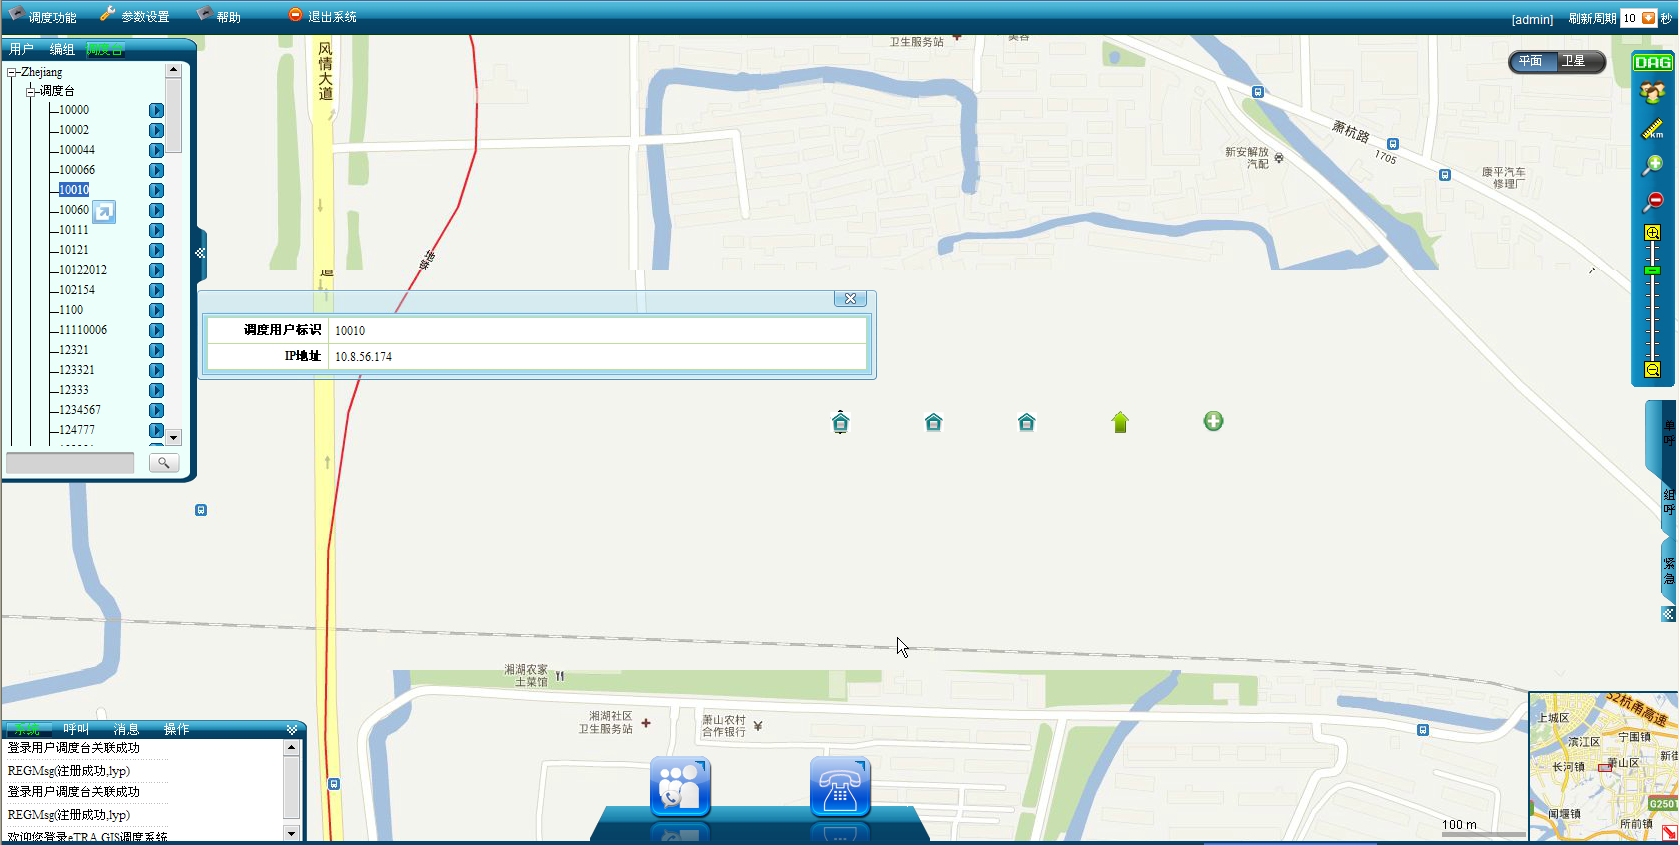 调度功能 参数设置 帮助 退出系统 [admin] 刷新周期 10 秒
用户 编组 调度台
Zhejiang
调度台
10000
10002
100044
100066
10010
10060
10111
10121
10122012
102154
1100
11110006
12321
123321
12333
1234567
124777
风情大道
道
地铁
卫生服务站
萧杭路
1705
新安解放
汽配
康平汽车
修理厂
平面 卫星
DAG
km
调度用户标识 10010
IP地址 10.8.56.174
单呼
组呼
紧急
湘湖农家
土菜馆
湘湖社区
卫生服务站
萧山农村
合作银行
系统 呼叫 消息 操作
登录用户调度台关联成功
REGMsg(注册成功,lyp)
登录用户调度台关联成功
REGMsg(注册成功,lyp)
欢迎您登录eTRA GIS调度系统
100 m
S2杭甬高速
上城区
滨江区
宁围镇
长河镇
萧山区
新街
闻堰镇
所前镇
G2501